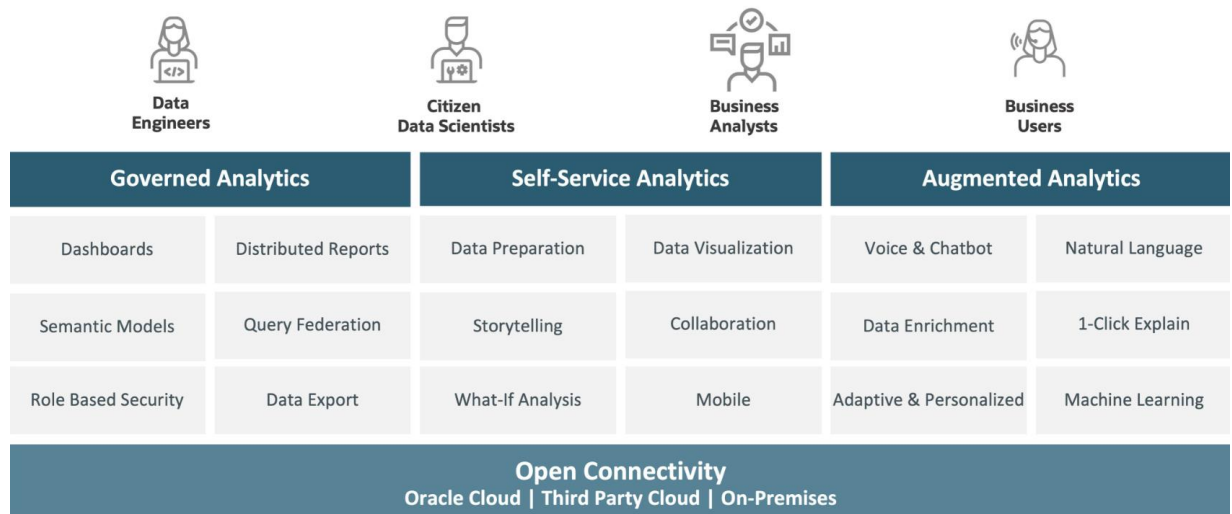 </>
Data
Engineers
Citizen
Data Scientists
Business
Analysts
Business
Users
Governed Analytics
Self-Service Analytics
Augmented Analytics
Dashboards
Distributed Reports
Data Preparation
Data Visualization
Voice & Chatbot
Natural Language
Semantic Models
Query Federation
Storytelling
Collaboration
Data Enrichment
1-Click Explain
Role Based Security
Data Export
What-If Analysis
Mobile
Adaptive & Personalized
Machine Learning
Open Connectivity
Oracle Cloud | Third Party Cloud | On-Premises